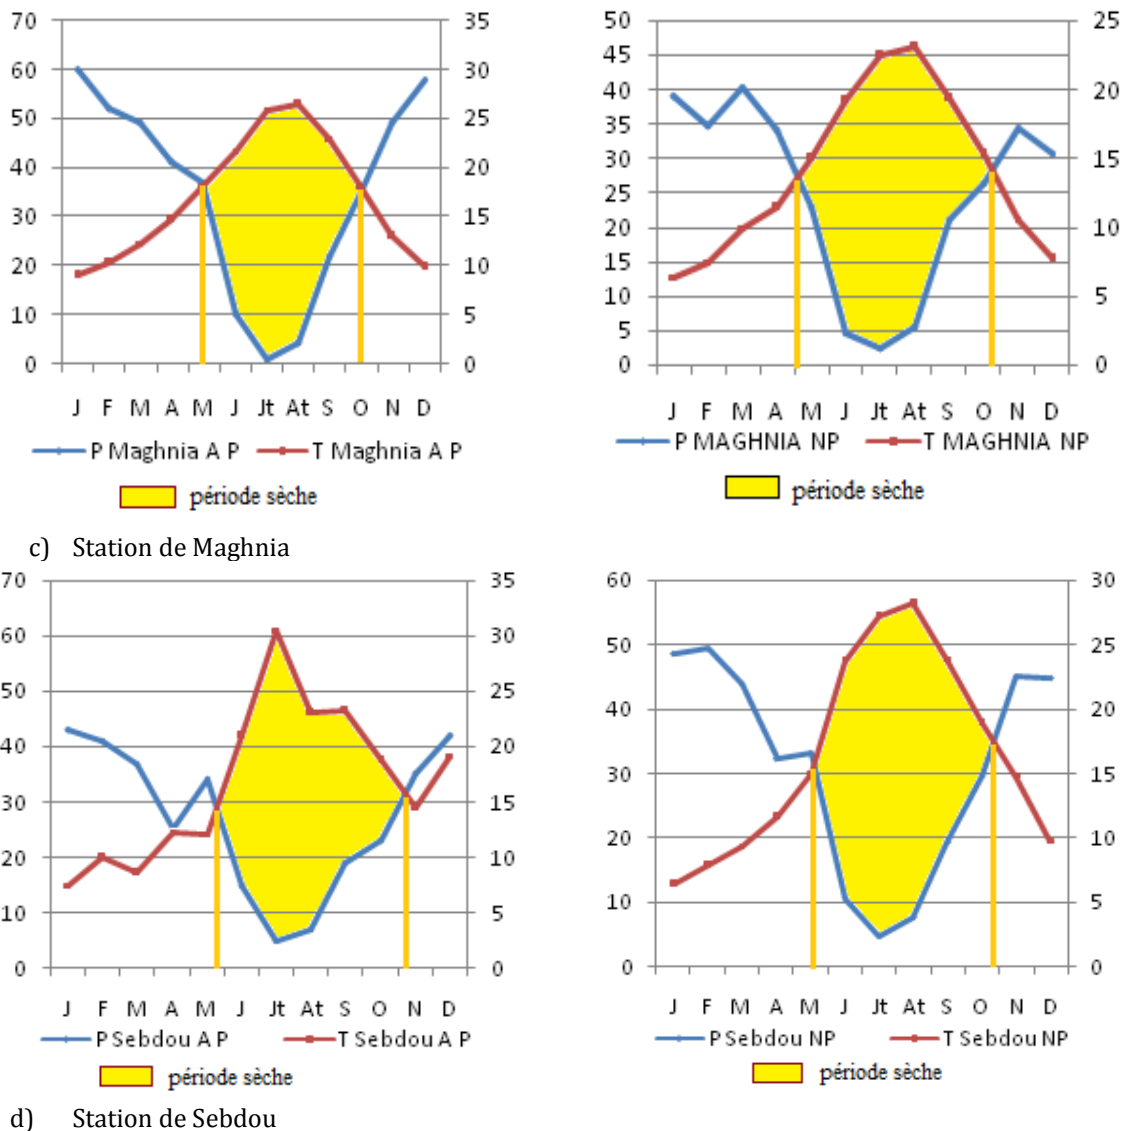 70 60 50 40 30 20 10 0
35 30 25 20 15 10 5 0
J F M A M J Jt At S O N D
P Maghnia A P T Maghnia A P
période sèche
50 45 40 35 30 25 20 15 10 5 0
25 20 15 10 5 0
J F M A M J Jt At S O N D
P MAGHNIA NP T MAGHNIA NP
période sèche
c) Station de Maghnia
70 60 50 40 30 20 10 0
35 30 25 20 15 10 5 0
J F M A M J Jt At S O N D
P Sebdou A P T Sebdou A P
période sèche
60 50 40 30 20 10 0
30 25 20 15 10 5 0
J F M A M J Jt At S O N D
P Sebdou NP T Sebdou NP
période sèche
d) Station de Sebdou